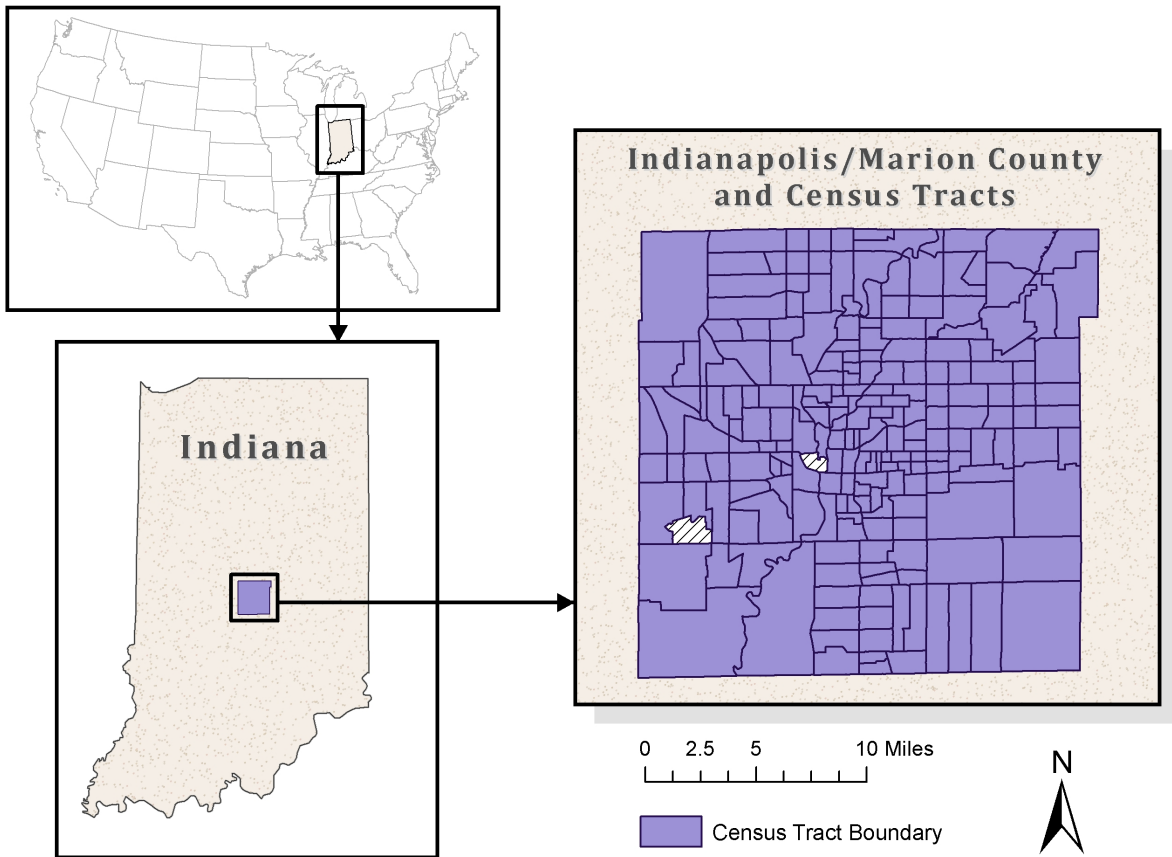 Indianapolis/Marion County
and Census Tracts
Indiana
0 2.5 5 10 Miles
N
Census Tract Boundary